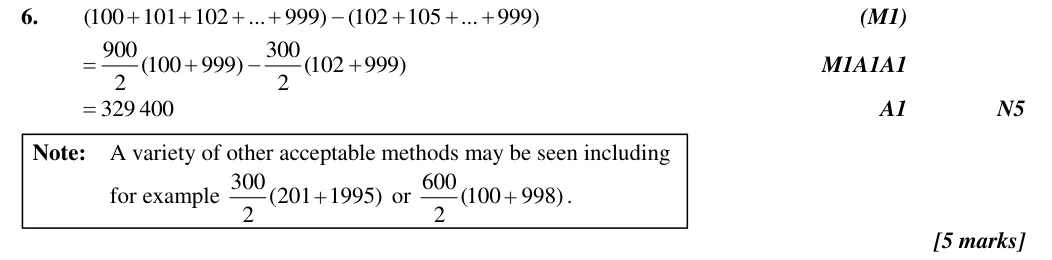 6. (100+101+102+...+999)−(102+105+...+999) (M1)
= 900/2 (100+999) − 300/2 (102+999) M1A1A1
= 329 400 A1 N5
Note: A variety of other acceptable methods may be seen including
for example 300/2 (201+1995) or 600/2 (100+998).
[5 marks]